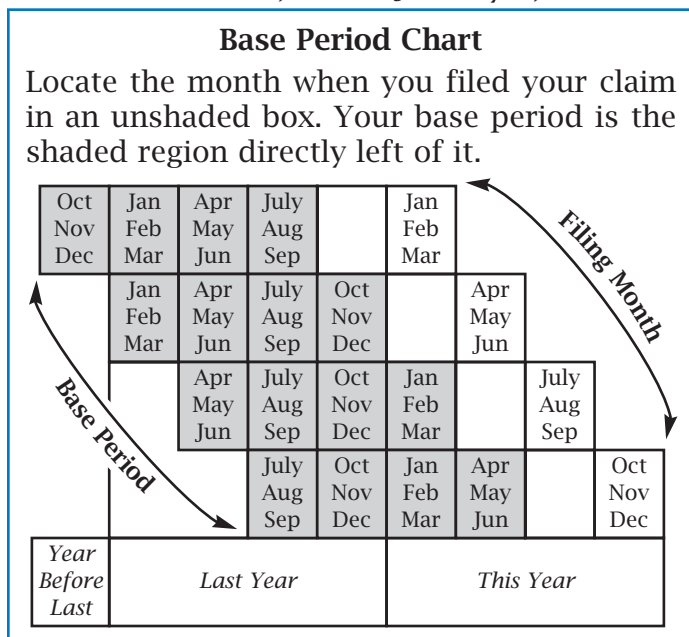 Base Period Chart
Locate the month when you filed your claim
in an unshaded box. Your base period is the
shaded region directly left of it.
Oct Jan Apr July Jan
Nov Feb May Aug Feb
Dec Mar Jun Sep Mar
Filing Month
Jan Apr July Oct Apr
Feb May Aug Nov May
Mar Jun Sep Dec Jun
Apr July Oct Jan July
May Aug Nov Feb Aug
Jun Sep Dec Mar Sep
Base Period
July Oct Jan Apr Oct
Aug Nov Feb May Nov
Sep Dec Mar Jun Dec
Year
Before
Last
Last Year
This Year